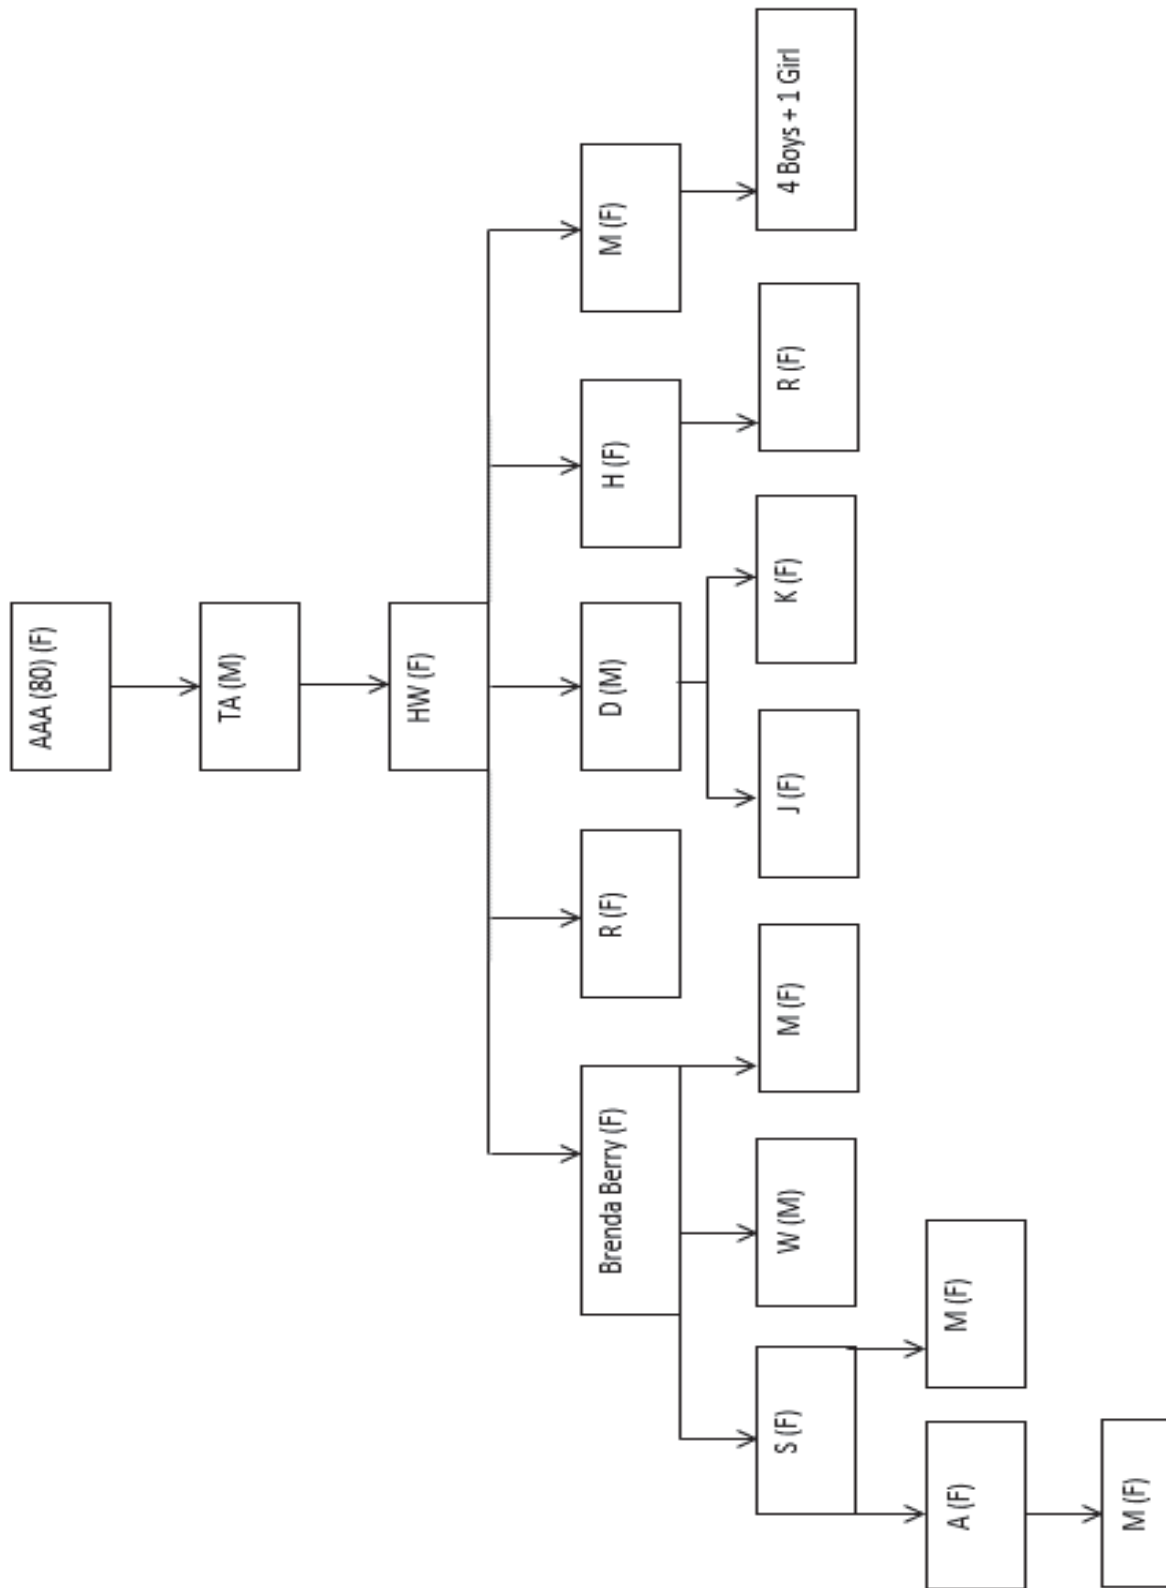 AAA (80) (F)
TA (M)
HW (F)
Brenda Berry (F)
R (F)
D (M)
H (F)
M (F)
S (F)
W (M)
M (F)
J (F)
K (F)
R (F)
4 Boys + 1 Girl
A (F)
M (F)
M (F)